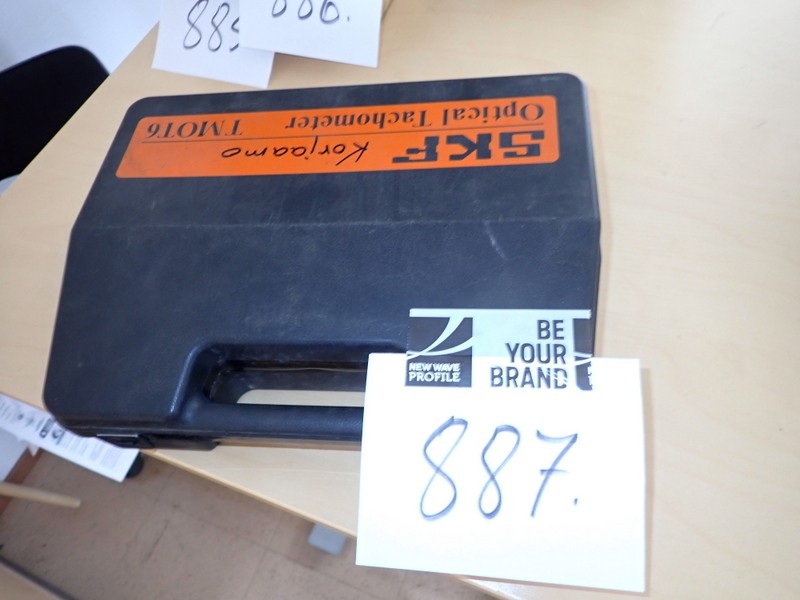 885
886.
SKF Korjaamo
Optical Tachometer TMOT6
NEW WAVE
PROFILE
BE
YOUR
BRAND
887.